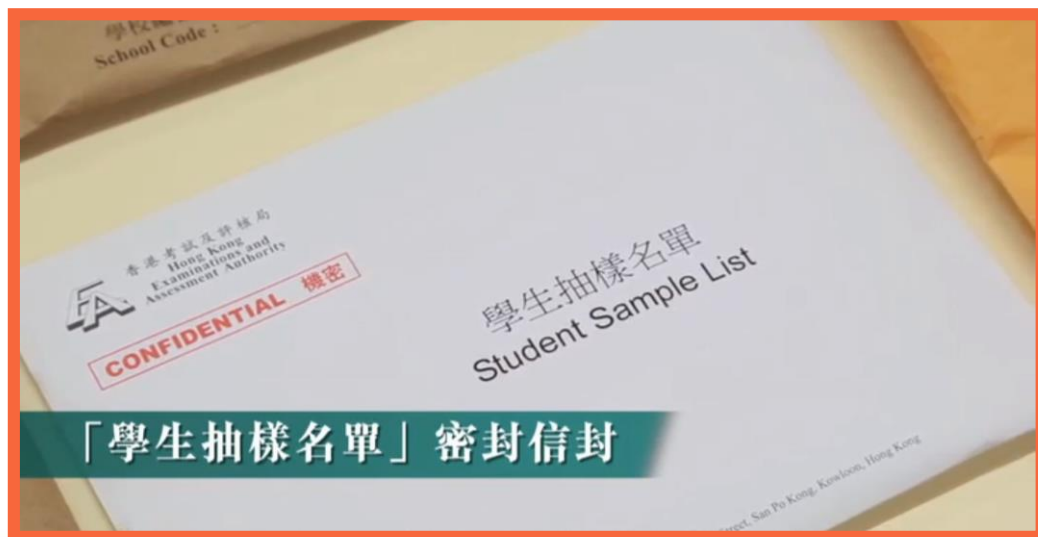 School Code :
香港考試及評核局
Hong Kong
Examinations and
Assessment Authority
CONFIDENTIAL 機密
學生抽樣名單
Student Sample List
「學生抽樣名單」密封信封
San Po Kong, Kowloon, Hong Kong